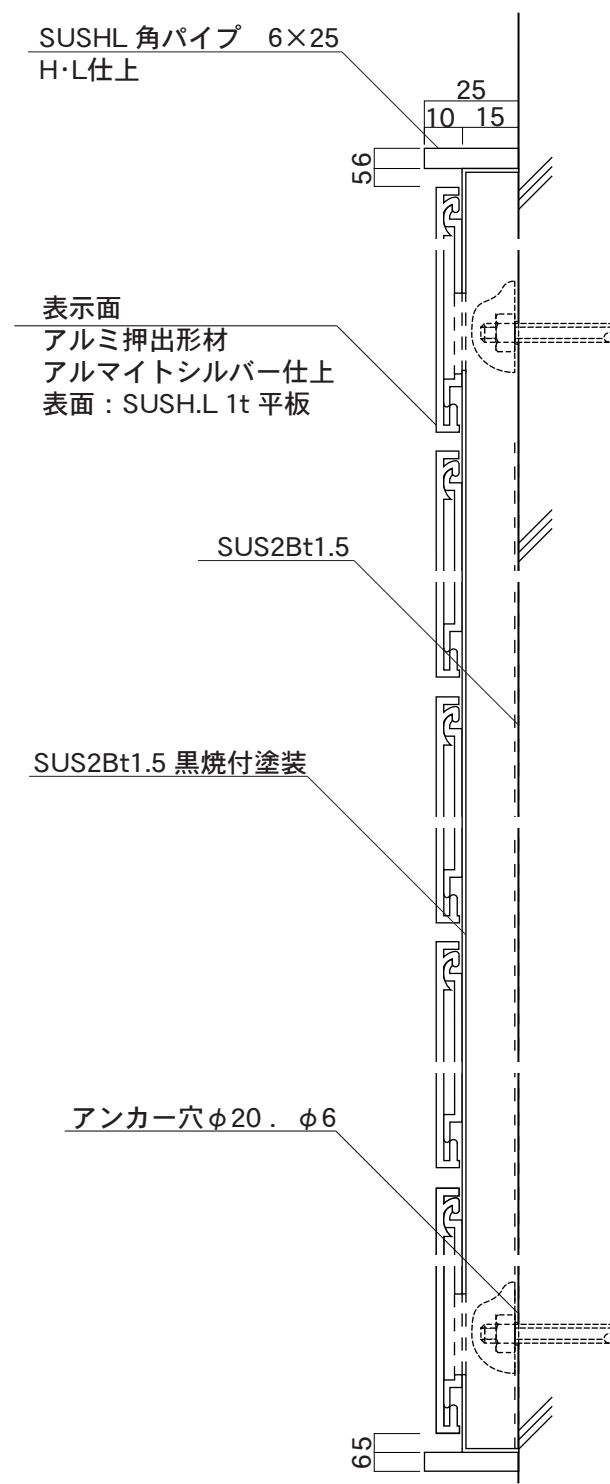 SUSHL 角パイプ　6×25
H·L仕上
25
10 15
56
表示面
アルミ押出形材
アルマイトシルバー仕上
表面：SUSH.L 1t 平板
SUS2Bt1.5
SUS2Bt1.5 黒焼付塗装
アンカー穴φ20．φ6
65